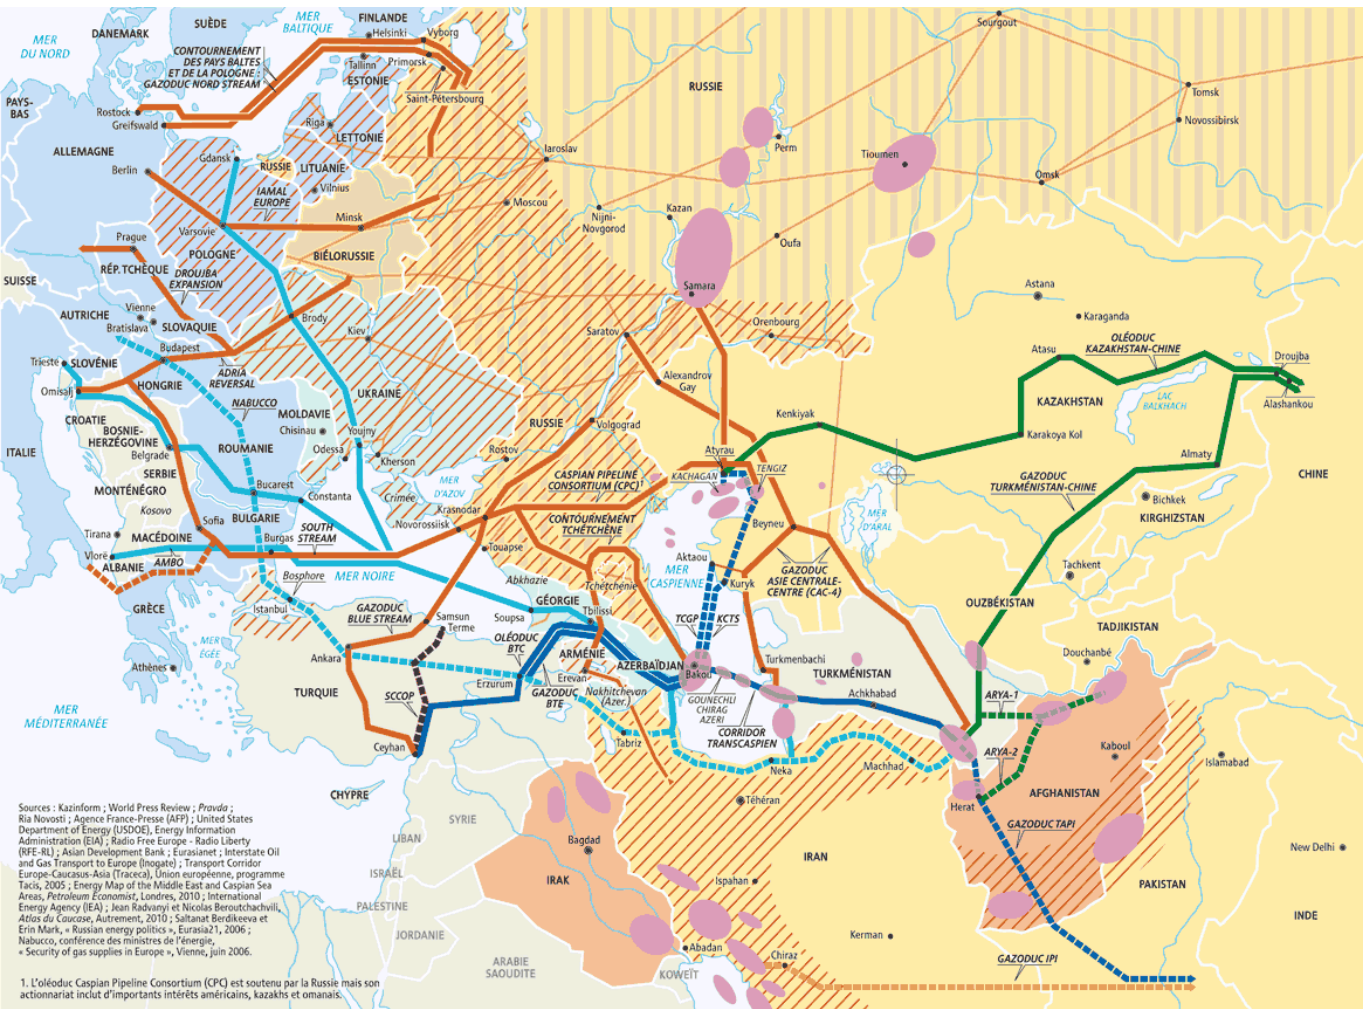 MER
DU NORD
DANEMARK
SUÈDE
MER
BALTIQUE
FINLANDE
Helsinki
Vyborg
Sourgout
CONTOURNEMENT
DES PAYS BALTES
ET DE LA POLOGNE :
GAZODUC NORD STREAM
Tallinn
Primorsk
ESTONIE
Saint-Pétersbourg
RUSSIE
Tomsk
PAYS-
BAS
Rostock
Greifswald
Riga
LETTONIE
Novossibirsk
ALLEMAGNE
Iaroslav
Perm
Tioumen
Berlin
Gdansk
RUSSIE
LITUANIE
Vilnius
Omsk
IAMAL
EUROPE
Minsk
Moscou
Nijni-
Novgorod
Kazan
Varsovie
Oufa
Prague
POLOGNE
BIÉLORUSSIE
RÉP. TCHÈQUE
DROUJBA
EXPANSION
SUISSE
Samara
Astana
Vienne
Bratislava
AUTRICHE
SLOVAQUIE
Brody
Kiev
Saratov
Orenbourg
Karaganda
OLÉODUC
KAZAKHSTAN-CHINE
Budapest
Atasu
Droujba
Trieste
SLOVÉNIE
ADRIA
REVERSAL
Alexandrov
Gay
Omisalj
HONGRIE
UKRAINE
KAZAKHSTAN
LAC
BALKHACH
Alashankou
NABUCCO
MOLDAVIE
Chisinau
CROATIE
BOSNIE-
HERZÉGOVINE
ROUMANIE
Youjny
RUSSIE
Volgograd
Kenkiyak
Karakoya Kol
ITALIE
Belgrade
Odessa
Kherson
Rostov
Atyrau
Almaty
SERBIE
MONTÉNÉGRO
Bucarest
Constanta
Crimée
MER
D'AZOV
CASPIAN PIPELINE
CONSORTIUM (CPC)1
KACHAGAN
TENGIZ
GAZODUC
TURKMÉNISTAN-CHINE
CHINE
Kosovo
Krasnodar
Bichkek
Sofia
BULGARIE
SOUTH
STREAM
Novorossiisk
CONTOURNEMENT
TCHÉTCHÈNE
Beyneu
MER
D'ARAL
KIRGHIZSTAN
Tirana
MACÉDOINE
Burgas
Touapse
Vlorë
ALBANIE
AMBO
MER NOIRE
Aktaou
MER
CASPIENNE
Kuryk
GAZODUC
ASIE CENTRALE-
CENTRE (CAC-4)
Tachkent
Bosphore
Abkhazie
Tchétchénie
GRÈCE
Istanbul
GAZODUC
BLUE STREAM
Samsun
Terme
GÉORGIE
Soupsa
Tbilissi
TCGP
KCTS
OUZBÉKISTAN
TADJIKISTAN
MER
ÉGÉE
OLÉODUC
BTC
Athènes
Ankara
ARMÉNIE
AZERBAÏDJAN
Bakou
Turkmenbachi
TURKMÉNISTAN
Douchanbé
Erevan
Erzurum
Nakhitchevan
(Azer.)
GOUNECHLI
CHIRAG
AZERI
Achkhabad
ARYA-1
TURQUIE
SCCOP
GAZODUC
BTE
CORRIDOR
TRANSCASPIEN
MER
MÉDITERRANÉE
Ceyhan
Tabriz
Neka
Machhad
ARYA-2
Kaboul
Islamabad
CHYPRE
Téhéran
Herat
AFGHANISTAN
SYRIE
GAZODUC TAPI
LIBAN
Bagdad
New Delhi
IRAN
ISRAËL
IRAK
Ispahan
PAKISTAN
PALESTINE
INDE
JORDANIE
Abadan
Kerman
Chiraz
ARABIE
SAOUDITE
KOWEÏT
GAZODUC IPI
Sources : Kazinform ; World Press Review ; Pravda ;
Ria Novosti ; Agence France-Presse (AFP) ; United States
Department of Energy (USDOE), Energy Information
Administration (EIA) ; Radio Free Europe - Radio Liberty
(RFE-RL) ; Asian Development Bank ; Eurasianet ; Interstate Oil
and Gas Transport to Europe (Inogate) ; Transport Corridor
Europe-Caucasus-Asia (Traceca), Union européenne, programme
Tacis, 2005 ; Energy Map of the Middle East and Caspian Sea
Areas, Petroleum Economist, Londres, 2010 ; International
Energy Agency (IEA) ; Jean Radvanyi et Nicolas Beroutchachvili,
Atlas du Caucase, Autrement, 2010 ; Saltanat Berdikeeva et
Erin Mark, « Russian energy politics », Eurasia21, 2006 ;
Nabucco, conférence des ministres de l'énergie,
« Security of gas supplies in Europe », Vienne, juin 2006.
1. L'oléoduc Caspian Pipeline Consortium (CPC) est soutenu par la Russie mais son
actionnariat inclut d'importants intérêts américains, kazakhs et omanais.